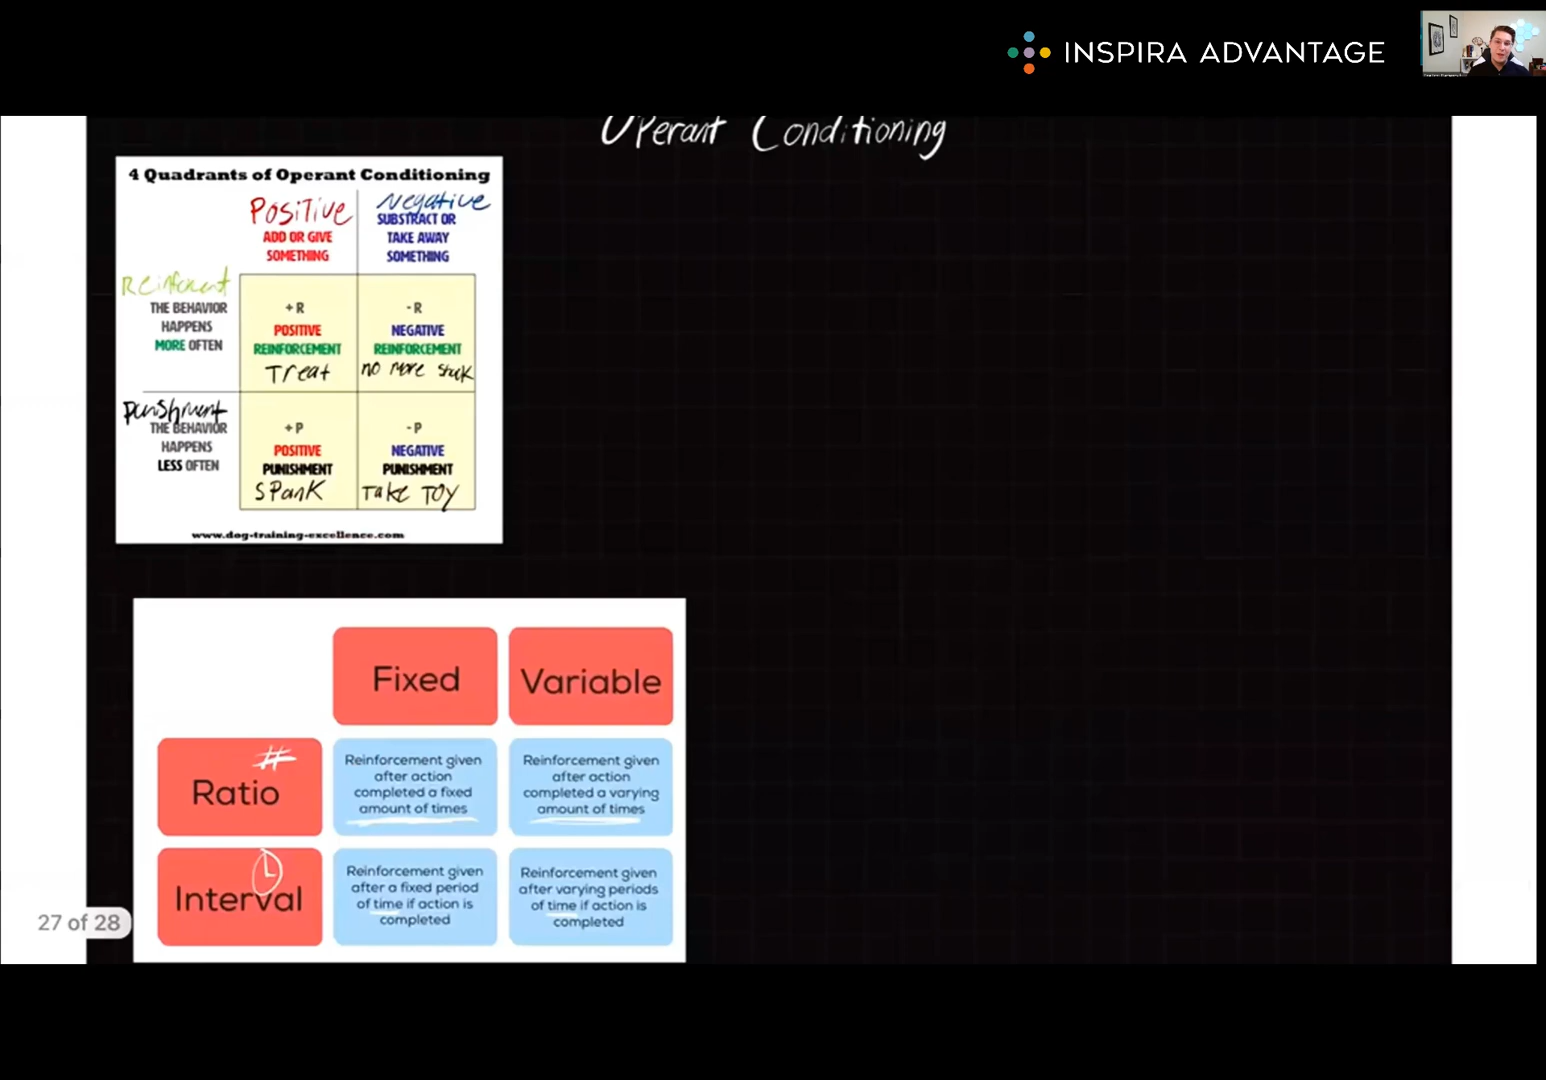 INSPIRA ADVANTAGE
Operant Conditioning
4 Quadrants of Operant Conditioning
Positive
Negative
ADD OR GIVE
SOMETHING
SUBSTRACT OR
TAKE AWAY
SOMETHING
THE BEHAVIOR
HAPPENS
MORE OFTEN
+ R
POSITIVE
REINFORCEMENT
Treat
- R
NEGATIVE
REINFORCEMENT
no more
Punishment
THE BEHAVIOR
HAPPENS
LESS OFTEN
+ P
POSITIVE
PUNISHMENT
Spank
- P
NEGATIVE
PUNISHMENT
Take Toy
www.dog-training-excellence.com
Fixed
Variable
#
Ratio
Reinforcement given
after action
completed a fixed
amount of times
Reinforcement given
after action
completed a varying
amount of times
Interval
Reinforcement given
after a fixed period
of time if action is
completed
Reinforcement given
after varying periods
of time if action is
completed
27 of 28